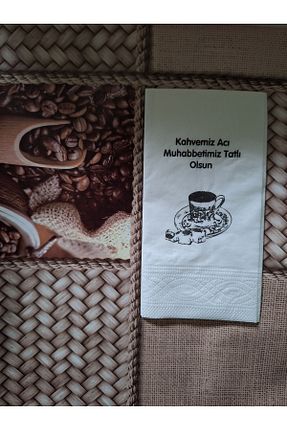 Kahvemiz Acı
Muhabbetimiz Tatlı
Olsun